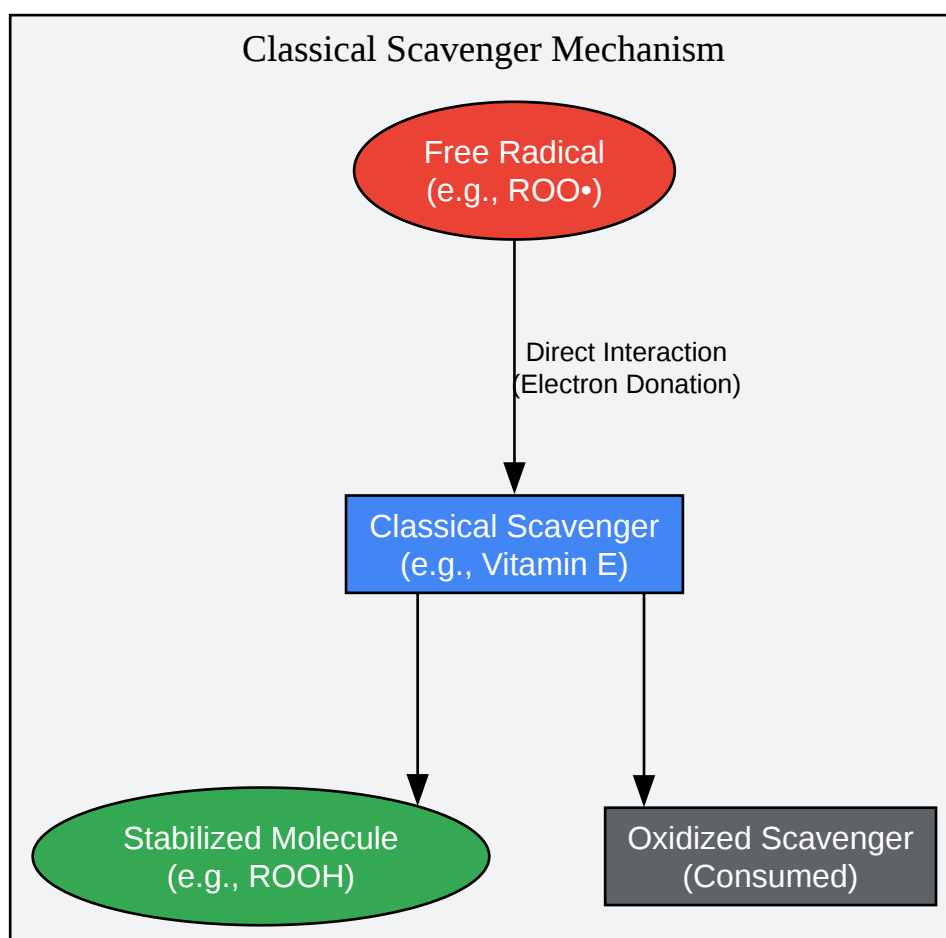 Classical Scavenger Mechanism
Free Radical
(e.g., ROO•)
Direct Interaction
(Electron Donation)
Classical Scavenger
(e.g., Vitamin E)
Stabilized Molecule
(e.g., ROOH)
Oxidized Scavenger
(Consumed)